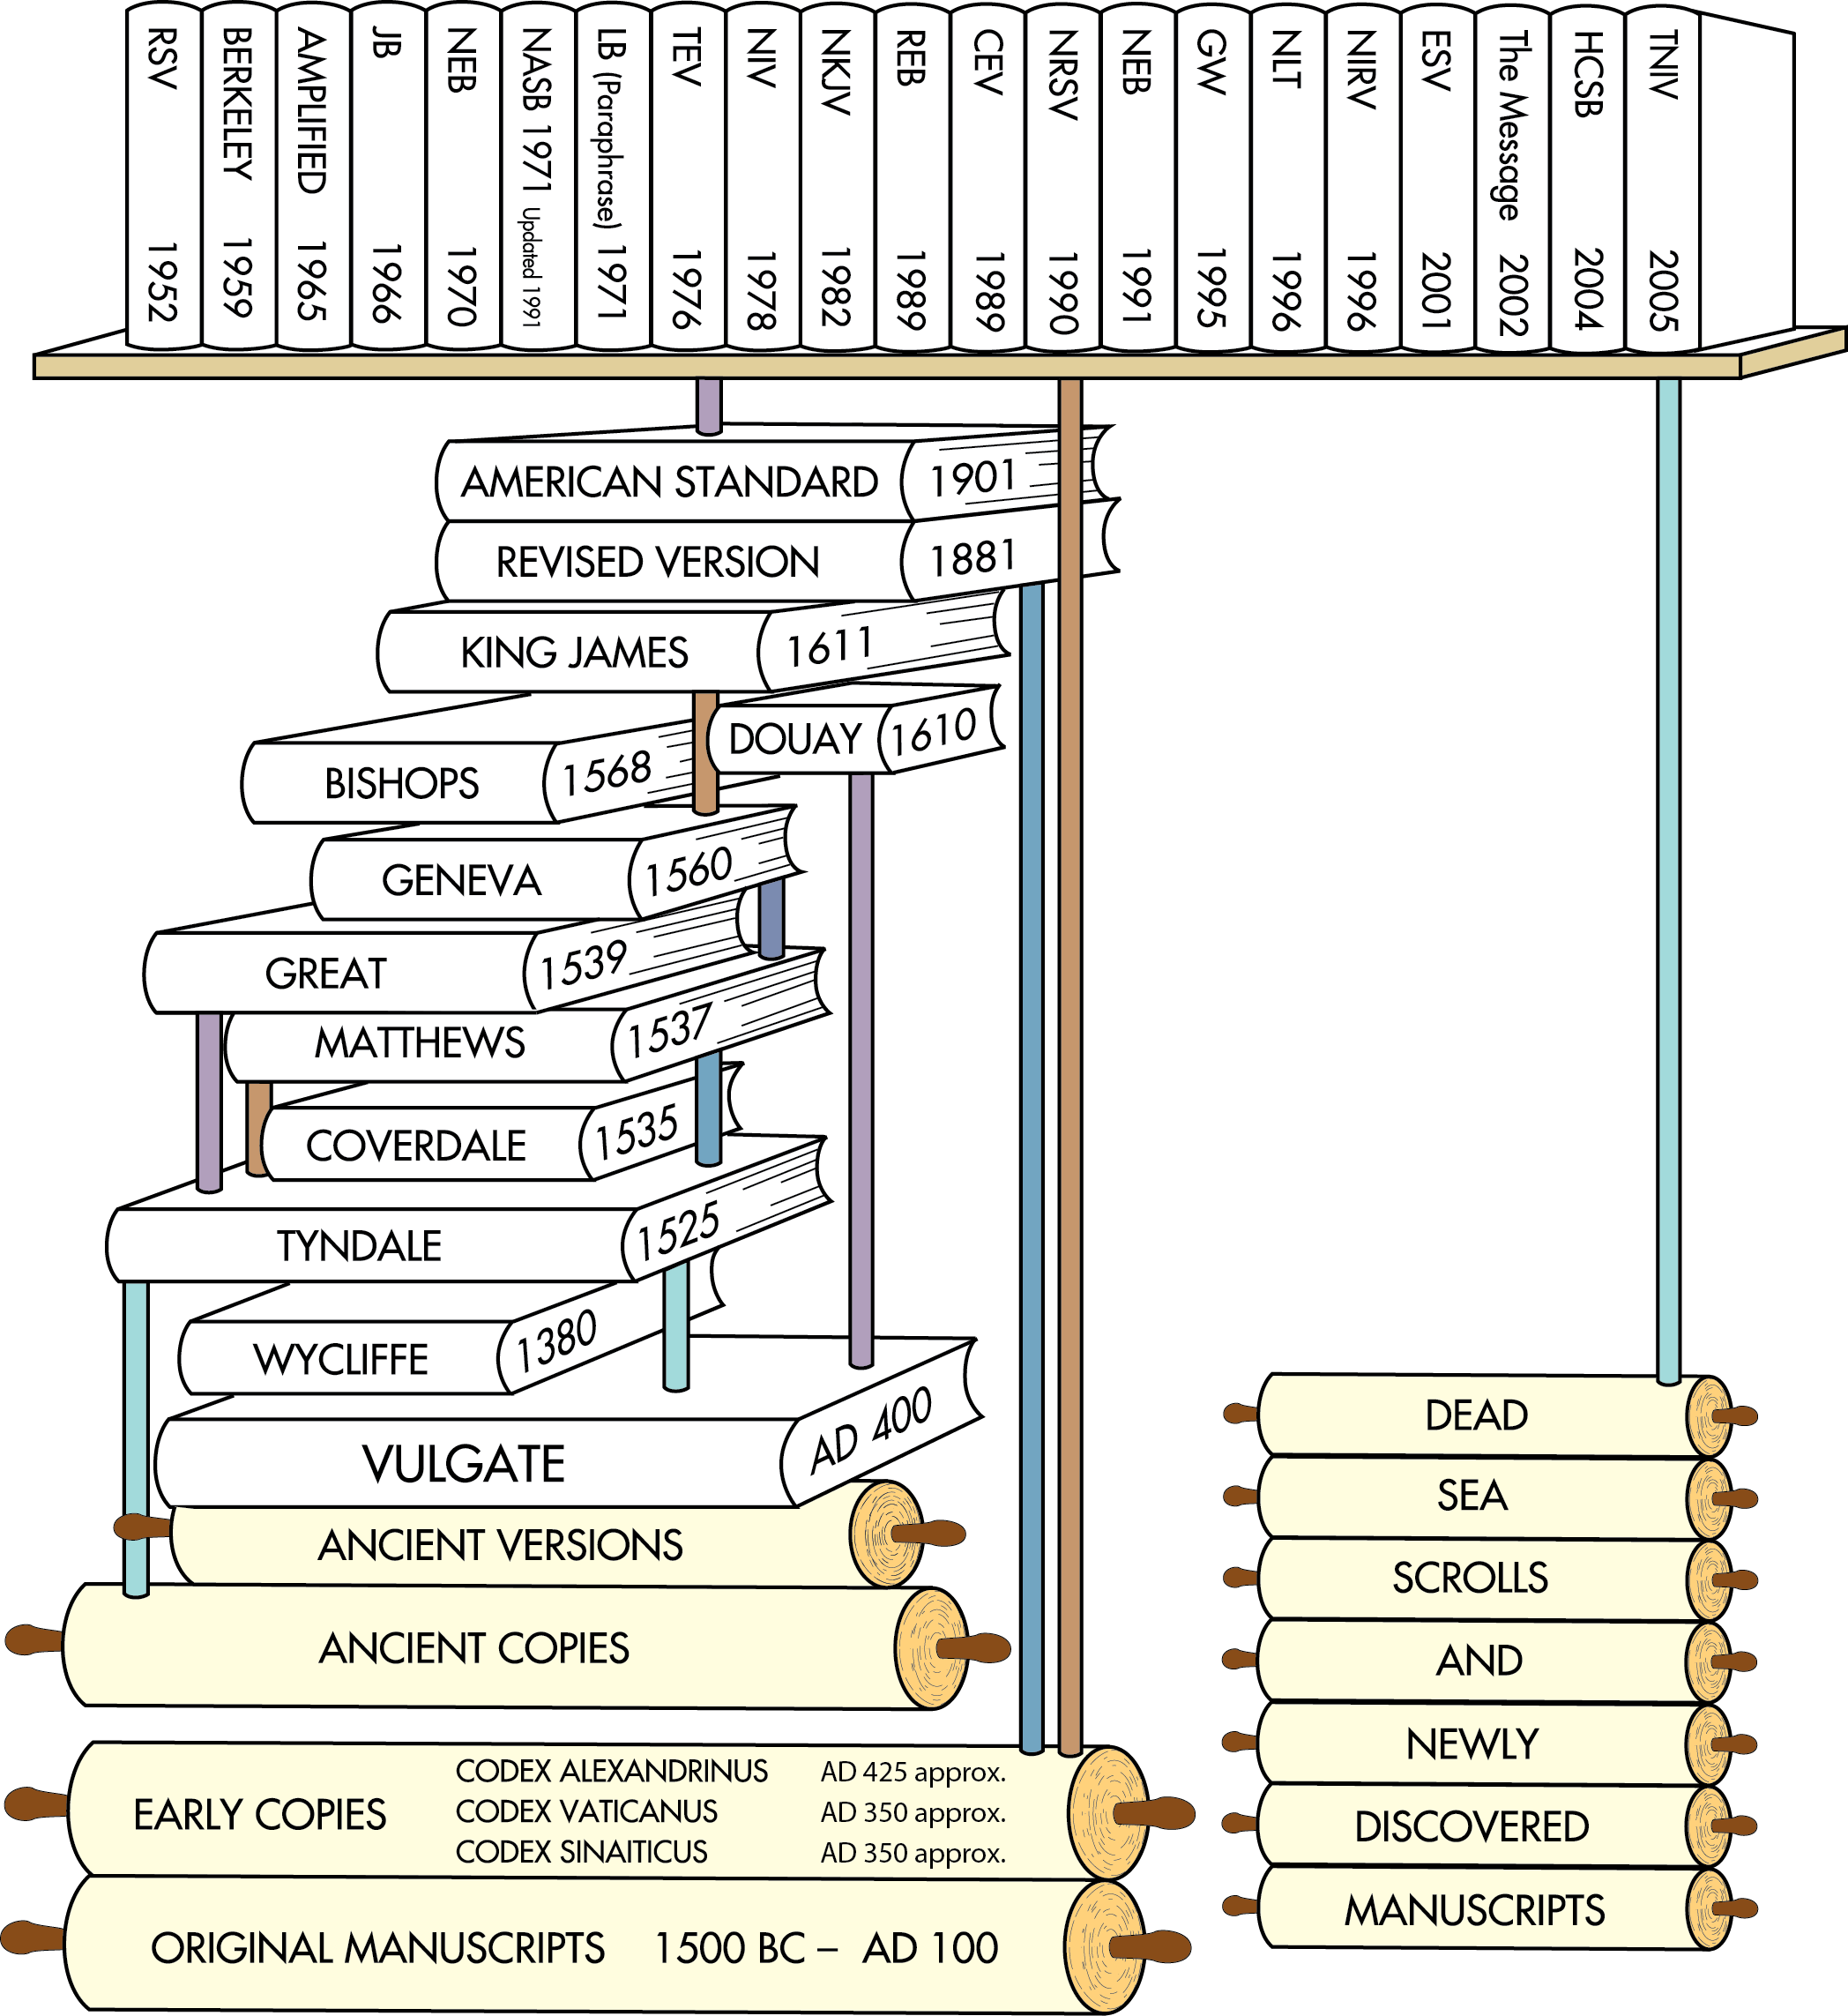 RSV 1952
BERKELEY 1959
AMPLIFIED 1965
JB 1966
NEB 1970
NASB 1971 Updated 1991
LB (Paraphrase) 1971
TEV 1976
NIV 1978
NKJV 1982
REB 1989
CEV 1989
NRSV 1990
NEB 1991
GW 1995
NLT 1996
NIRV 1996
ESV 2001
The Message 2002
HCSB 2004
TNIV 2005
AMERICAN STANDARD 1901
REVISED VERSION 1881
KING JAMES 1611
DOUAY 1610
BISHOPS 1568
GENEVA 1560
GREAT 1539
MATTHEWS 1537
COVERDALE 1535
TYNDALE 1525
WYCLIFFE 1380
VULGATE AD 400
ANCIENT VERSIONS
ANCIENT COPIES
EARLY COPIES
CODEX ALEXANDRINUS AD 425 approx.
CODEX VATICANUS AD 350 approx.
CODEX SINAITICUS AD 350 approx.
ORIGINAL MANUSCRIPTS 1500 BC – AD 100
DEAD
SEA
SCROLLS
AND
NEWLY
DISCOVERED
MANUSCRIPTS